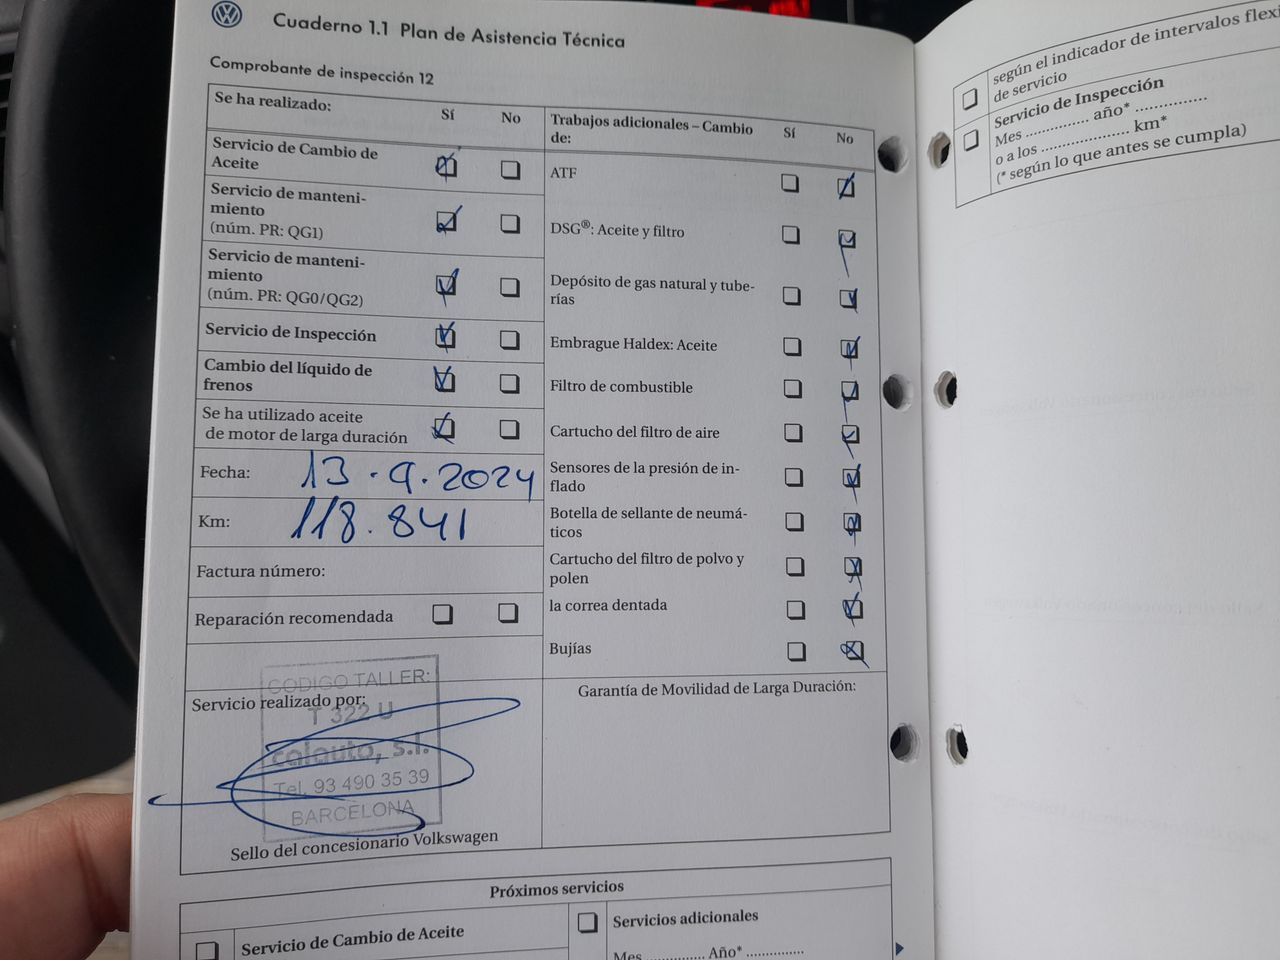 Cuaderno 1.1 Plan de Asistencia Técnica
Comprobante de inspección 12
Se ha realizado: Sí No
Servicio de Cambio de
Aceite
Servicio de manteni-
miento
(núm. PR: QG1)
Servicio de manteni-
miento
(núm. PR: QG0/QG2)
Servicio de Inspección
Cambio del líquido de
frenos
Se ha utilizado aceite
de motor de larga duración
Fecha: 13.9.2024
Km: 118.841
Factura número:
Reparación recomendada
Servicio realizado por:
CODIGO TALLER:
T 322 U
calauto, s.l.
Tel. 93 490 35 39
BARCELONA
Sello del concesionario Volkswagen
Trabajos adicionales – Cambio
de: Sí No
ATF
DSG®: Aceite y filtro
Depósito de gas natural y tube-
rías
Embrague Haldex: Aceite
Filtro de combustible
Cartucho del filtro de aire
Sensores de la presión de in-
flado
Botella de sellante de neumá-
ticos
Cartucho del filtro de polvo y
polen
la correa dentada
Bujías
Garantía de Movilidad de Larga Duración:
Próximos servicios
Servicio de Cambio de Aceite
Servicios adicionales
Mes .............. Año* ..............
según el indicador de intervalos flexi
de servicio
Servicio de Inspección
Mes .............. año* ..............
o a los .................. km*
(* según lo que antes se cumpla)